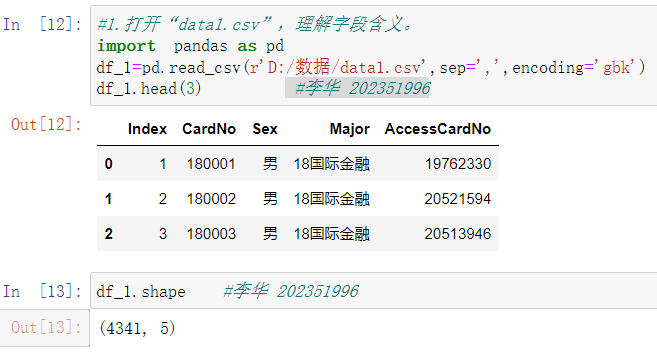 In [12]:
#1.打开“data1.csv”，理解字段含义。
import  pandas as pd
df_1=pd.read_csv(r'D:/数据/data1.csv',sep=',',encoding='gbk')
df_1.head(3)          #李华 202351996
Out[12]:
Index CardNo Sex Major AccessCardNo
0 1 180001 男 18国际金融 19762330
1 2 180002 男 18国际金融 20521594
2 3 180003 男 18国际金融 20513946
In [13]:
df_1.shape    #李华 202351996
Out[13]:
(4341, 5)